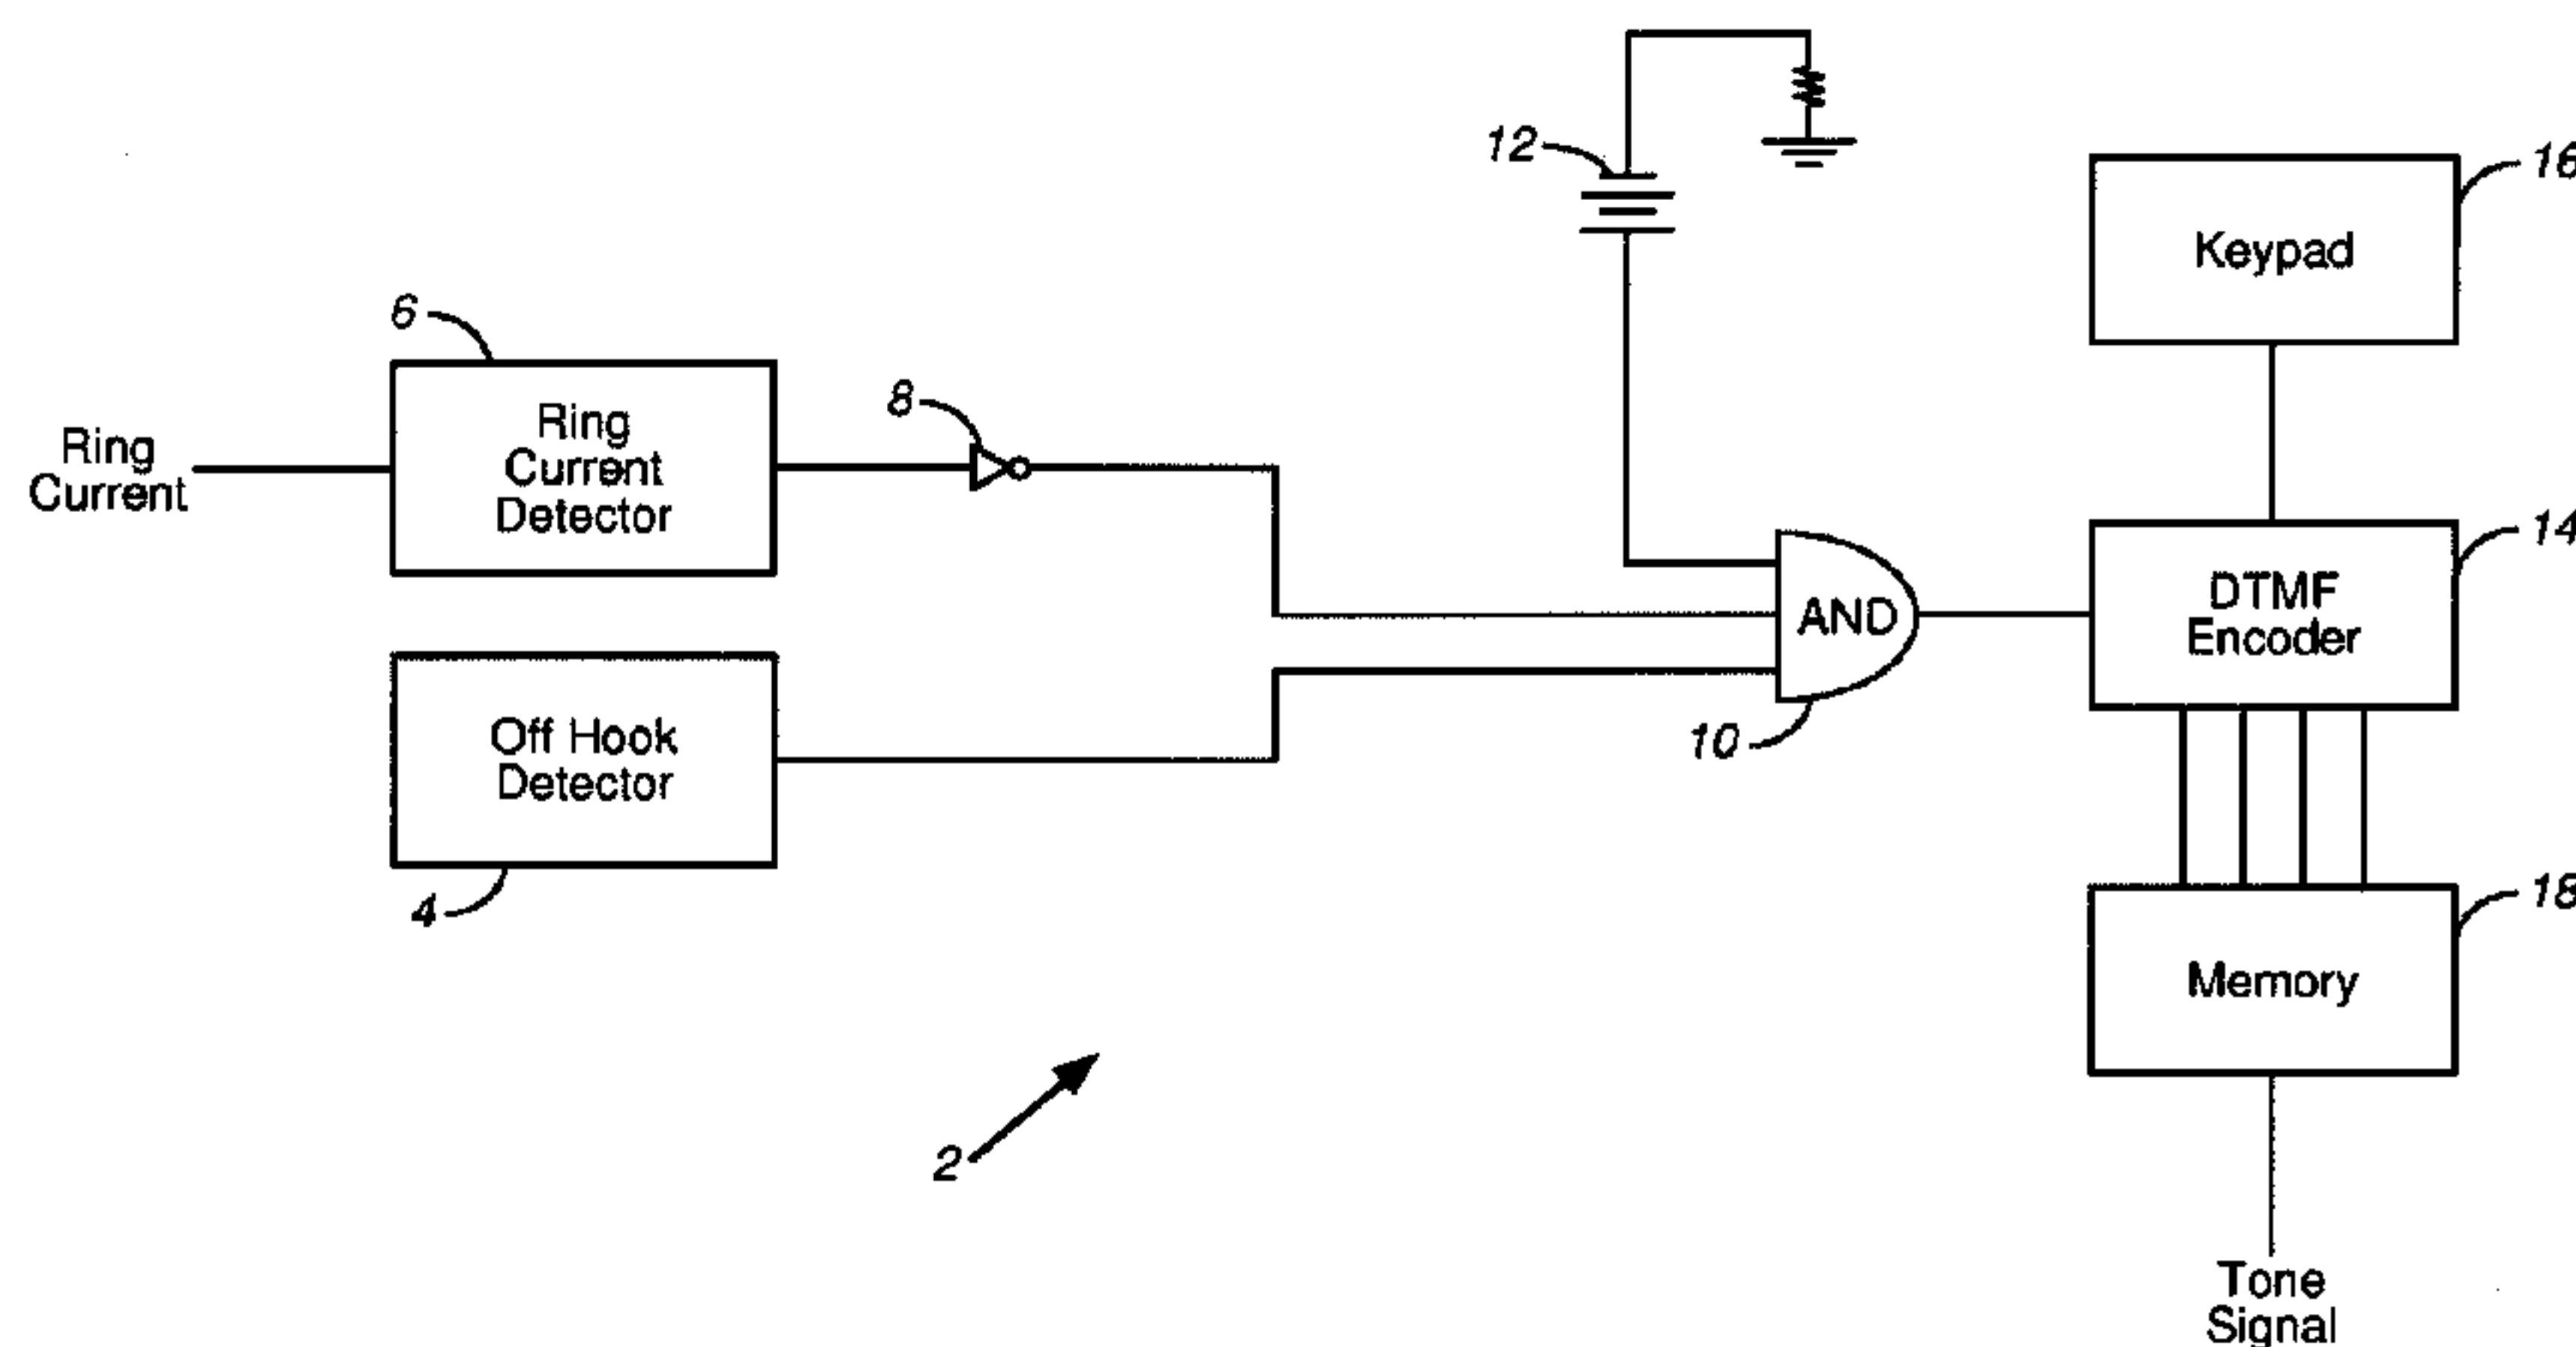 12
16
Keypad
6
Ring
Current
Detector
8
Ring
Current
14
DTMF
Encoder
AND
10
Off Hook
Detector
4
18
Memory
2
Tone
Signal